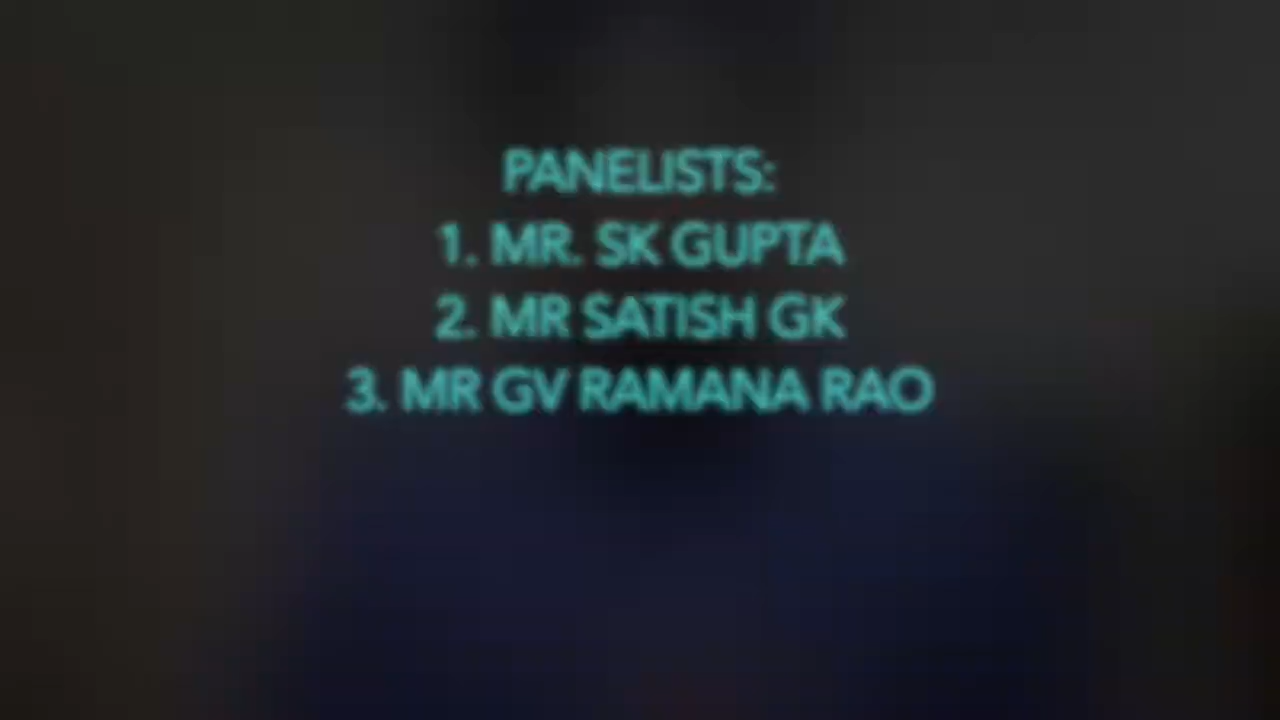 PANELISTS:
1. MR. SK GUPTA
2. MR SATISH GK
3. MR GV RAMANA RAO